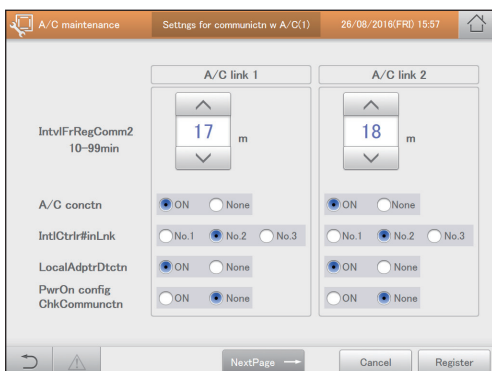 A/C maintenance
Settngs for communictn w A/C(1)
26/08/2016(FRI) 15:57
A/C link 1
A/C link 2
IntvlFrRegComm2
10-99min
17 m
18 m
A/C conctn
ON None
ON None
IntlCtrlr#inLnk
No.1 No.2 No.3
No.1 No.2 No.3
LocalAdptrDtctn
ON None
ON None
PwrOn config
ChkCommunctn
ON None
ON None
NextPage →
Cancel
Register